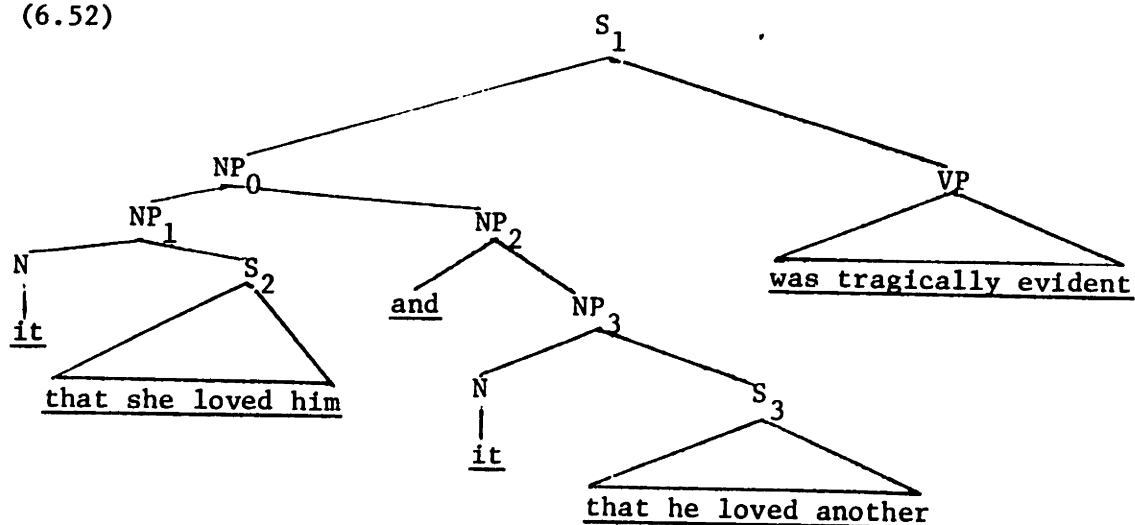 (6.52)
S1
NP0 VP
NP1 NP2
N S2 and NP3 was tragically evident
it
that she loved him N S3
it
that he loved another